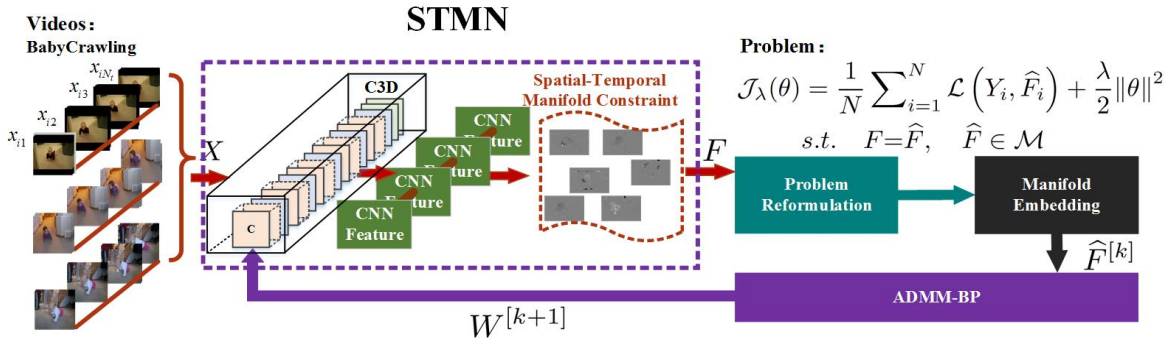 STMN
Videos:
BabyCrawling
x_{iN_t}
x_{i3}
x_{i2}
x_{i1}
X
C3D
C
CNN
Feature
CNN
Feature
CNN
Feature
CNN
Feature
Spatial-Temporal
Manifold Constraint
F
Problem:
\mathcal{J}_\lambda(\theta) = \frac{1}{N} \sum_{i=1}^{N} \mathcal{L}\left(Y_i, \widehat{F}_i\right) + \frac{\lambda}{2} \|\theta\|^2
s.t. F=\widehat{F}, \widehat{F} \in \mathcal{M}
Problem
Reformulation
Manifold
Embedding
\widehat{F}^{[k]}
ADMM-BP
W^{[k+1]}